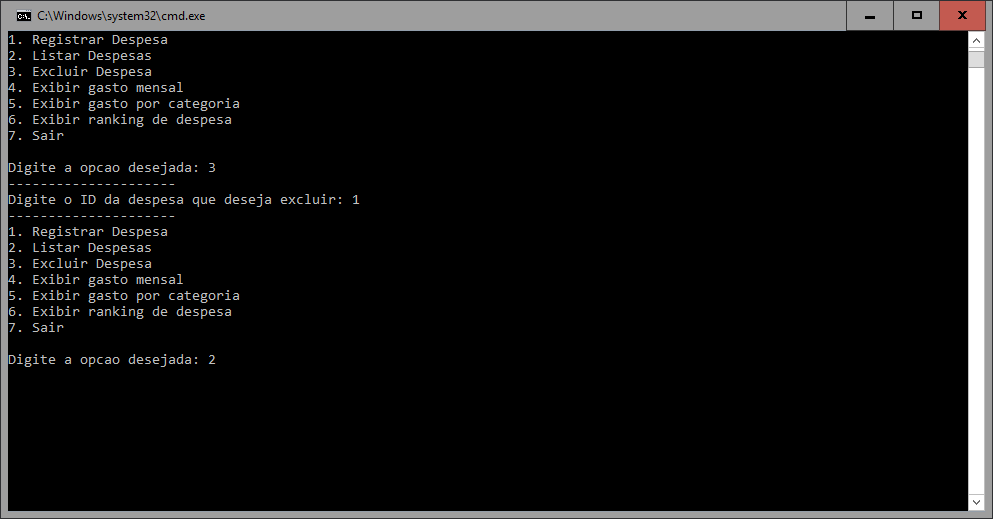 C:\Windows\system32\cmd.exe
1. Registrar Despesa
2. Listar Despesas
3. Excluir Despesa
4. Exibir gasto mensal
5. Exibir gasto por categoria
6. Exibir ranking de despesa
7. Sair
Digite a opcao desejada: 3
---------------------
Digite o ID da despesa que deseja excluir: 1
---------------------
1. Registrar Despesa
2. Listar Despesas
3. Excluir Despesa
4. Exibir gasto mensal
5. Exibir gasto por categoria
6. Exibir ranking de despesa
7. Sair
Digite a opcao desejada: 2